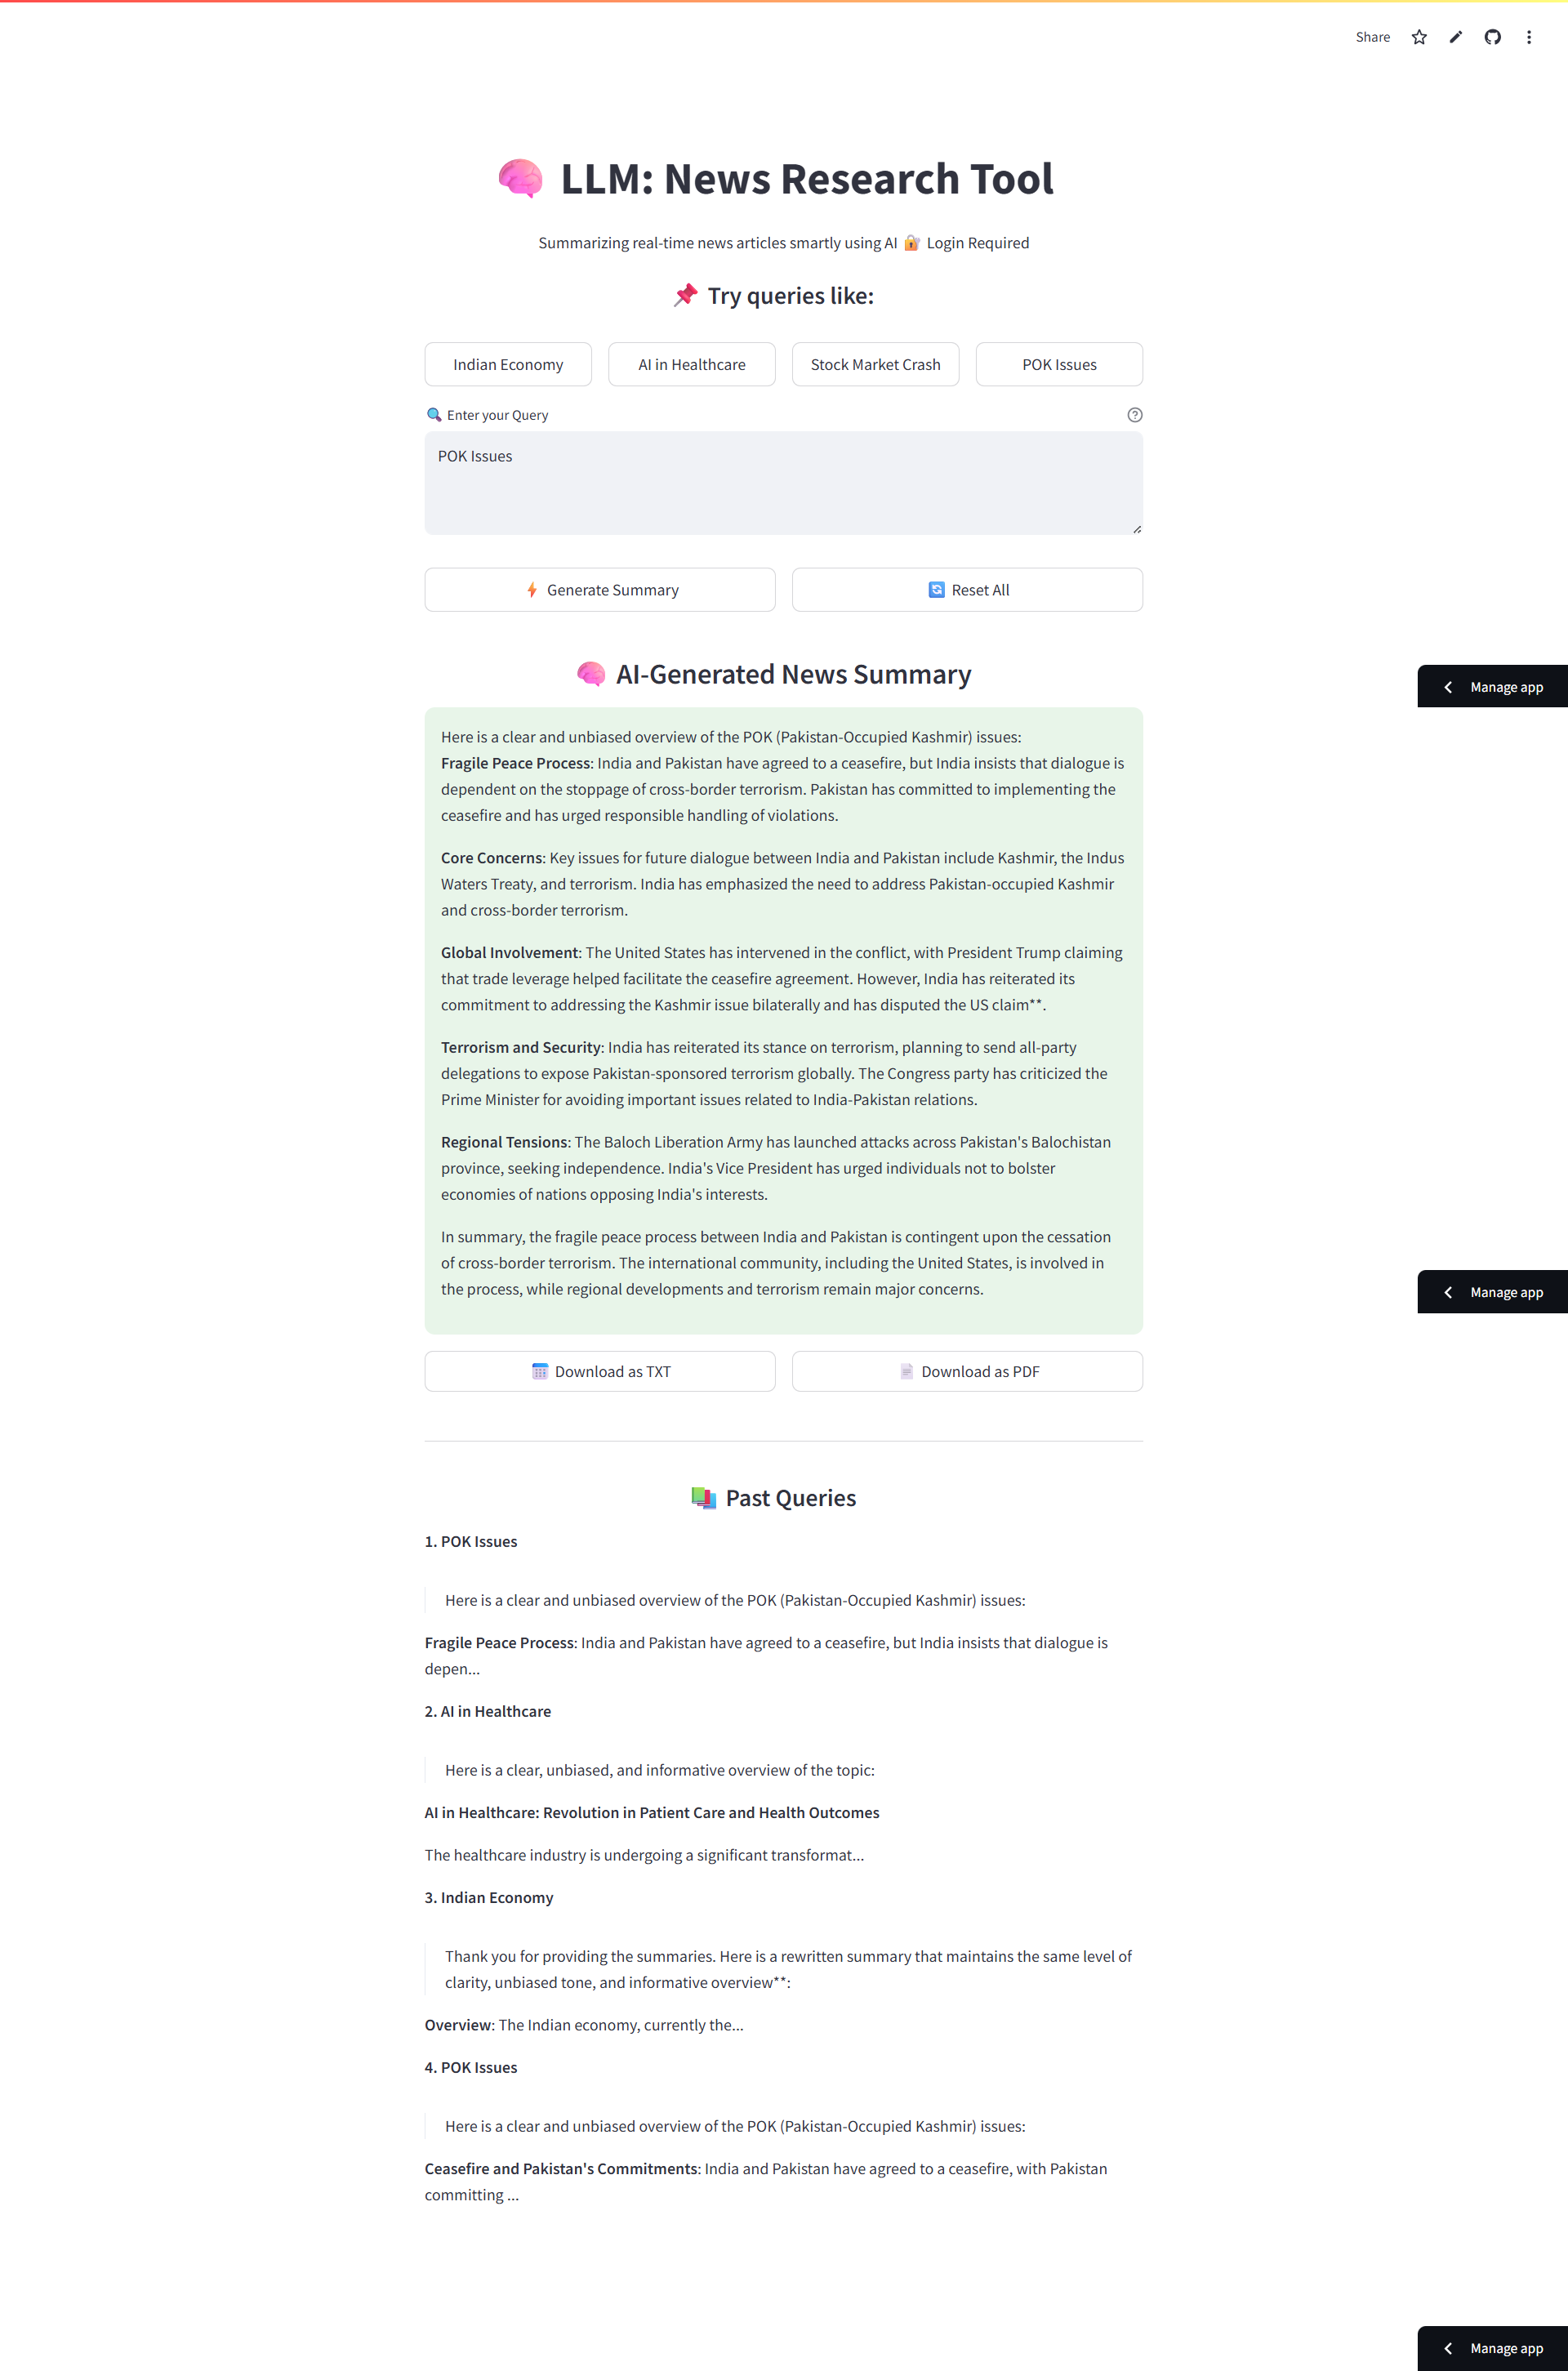 Share
LLM: News Research Tool
Summarizing real-time news articles smartly using AI 🔐 Login Required
Try queries like:
Indian Economy
AI in Healthcare
Stock Market Crash
POK Issues
Enter your Query
POK Issues
Generate Summary
Reset All
AI-Generated News Summary
Manage app
Here is a clear and unbiased overview of the POK (Pakistan-Occupied Kashmir) issues:
Fragile Peace Process: India and Pakistan have agreed to a ceasefire, but India insists that dialogue is
dependent on the stoppage of cross-border terrorism. Pakistan has committed to implementing the
ceasefire and has urged responsible handling of violations.
Core Concerns: Key issues for future dialogue between India and Pakistan include Kashmir, the Indus
Waters Treaty, and terrorism. India has emphasized the need to address Pakistan-occupied Kashmir
and cross-border terrorism.
Global Involvement: The United States has intervened in the conflict, with President Trump claiming
that trade leverage helped facilitate the ceasefire agreement. However, India has reiterated its
commitment to addressing the Kashmir issue bilaterally and has disputed the US claim**.
Terrorism and Security: India has reiterated its stance on terrorism, planning to send all-party
delegations to expose Pakistan-sponsored terrorism globally. The Congress party has criticized the
Prime Minister for avoiding important issues related to India-Pakistan relations.
Regional Tensions: The Baloch Liberation Army has launched attacks across Pakistan's Balochistan
province, seeking independence. India's Vice President has urged individuals not to bolster
economies of nations opposing India's interests.
In summary, the fragile peace process between India and Pakistan is contingent upon the cessation
of cross-border terrorism. The international community, including the United States, is involved in
the process, while regional developments and terrorism remain major concerns.
Manage app
Download as TXT
Download as PDF
Past Queries
1. POK Issues
Here is a clear and unbiased overview of the POK (Pakistan-Occupied Kashmir) issues:
Fragile Peace Process: India and Pakistan have agreed to a ceasefire, but India insists that dialogue is
depen...
2. AI in Healthcare
Here is a clear, unbiased, and informative overview of the topic:
AI in Healthcare: Revolution in Patient Care and Health Outcomes
The healthcare industry is undergoing a significant transformat...
3. Indian Economy
Thank you for providing the summaries. Here is a rewritten summary that maintains the same level of
clarity, unbiased tone, and informative overview**:
Overview: The Indian economy, currently the...
4. POK Issues
Here is a clear and unbiased overview of the POK (Pakistan-Occupied Kashmir) issues:
Ceasefire and Pakistan's Commitments: India and Pakistan have agreed to a ceasefire, with Pakistan
committing ...
Manage app